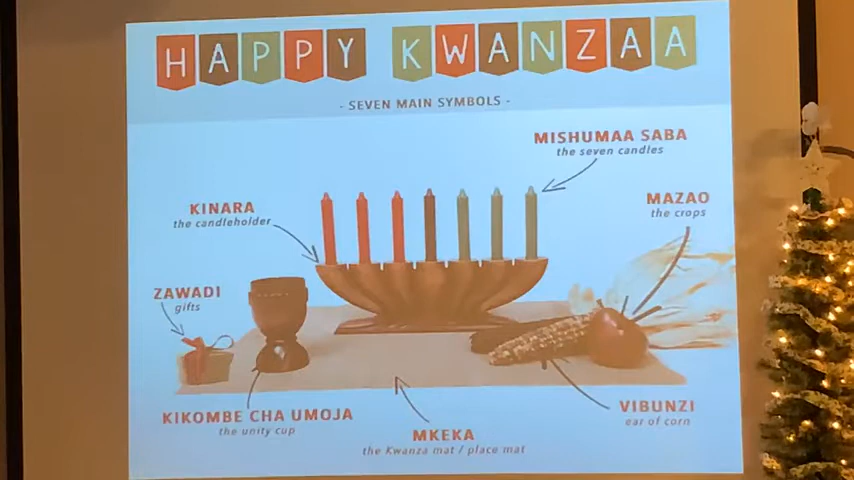 HAPPY KWANZAA
- SEVEN MAIN SYMBOLS -
MISHUMAA SABA
the seven candles
MAZAO
the crops
KINARA
the candleholder
ZAWADI
gifts
KIKOMBE CHA UMOJA
the unity cup
MKEKA
the Kwanza mat / place mat
VIBUNZI
ear of corn